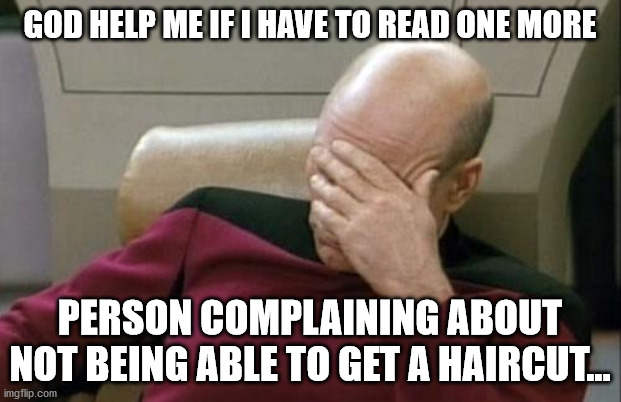 GOD HELP ME IF I HAVE TO READ ONE MORE
PERSON COMPLAINING ABOUT
NOT BEING ABLE TO GET A HAIRCUT...
imgflip.com